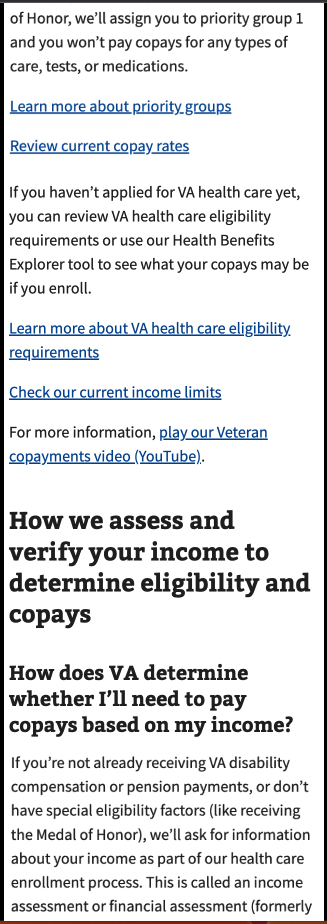 of Honor, we’ll assign you to priority group 1
and you won’t pay copays for any types of
care, tests, or medications.
Learn more about priority groups
Review current copay rates
If you haven’t applied for VA health care yet,
you can review VA health care eligibility
requirements or use our Health Benefits
Explorer tool to see what your copays may be
if you enroll.
Learn more about VA health care eligibility
requirements
Check our current income limits
For more information, play our Veteran
copayments video (YouTube).
How we assess and
verify your income to
determine eligibility and
copays
How does VA determine
whether I’ll need to pay
copays based on my income?
If you’re not already receiving VA disability
compensation or pension payments, or don’t
have special eligibility factors (like receiving
the Medal of Honor), we’ll ask for information
about your income as part of our health care
enrollment process. This is called an income
assessment or financial assessment (formerly